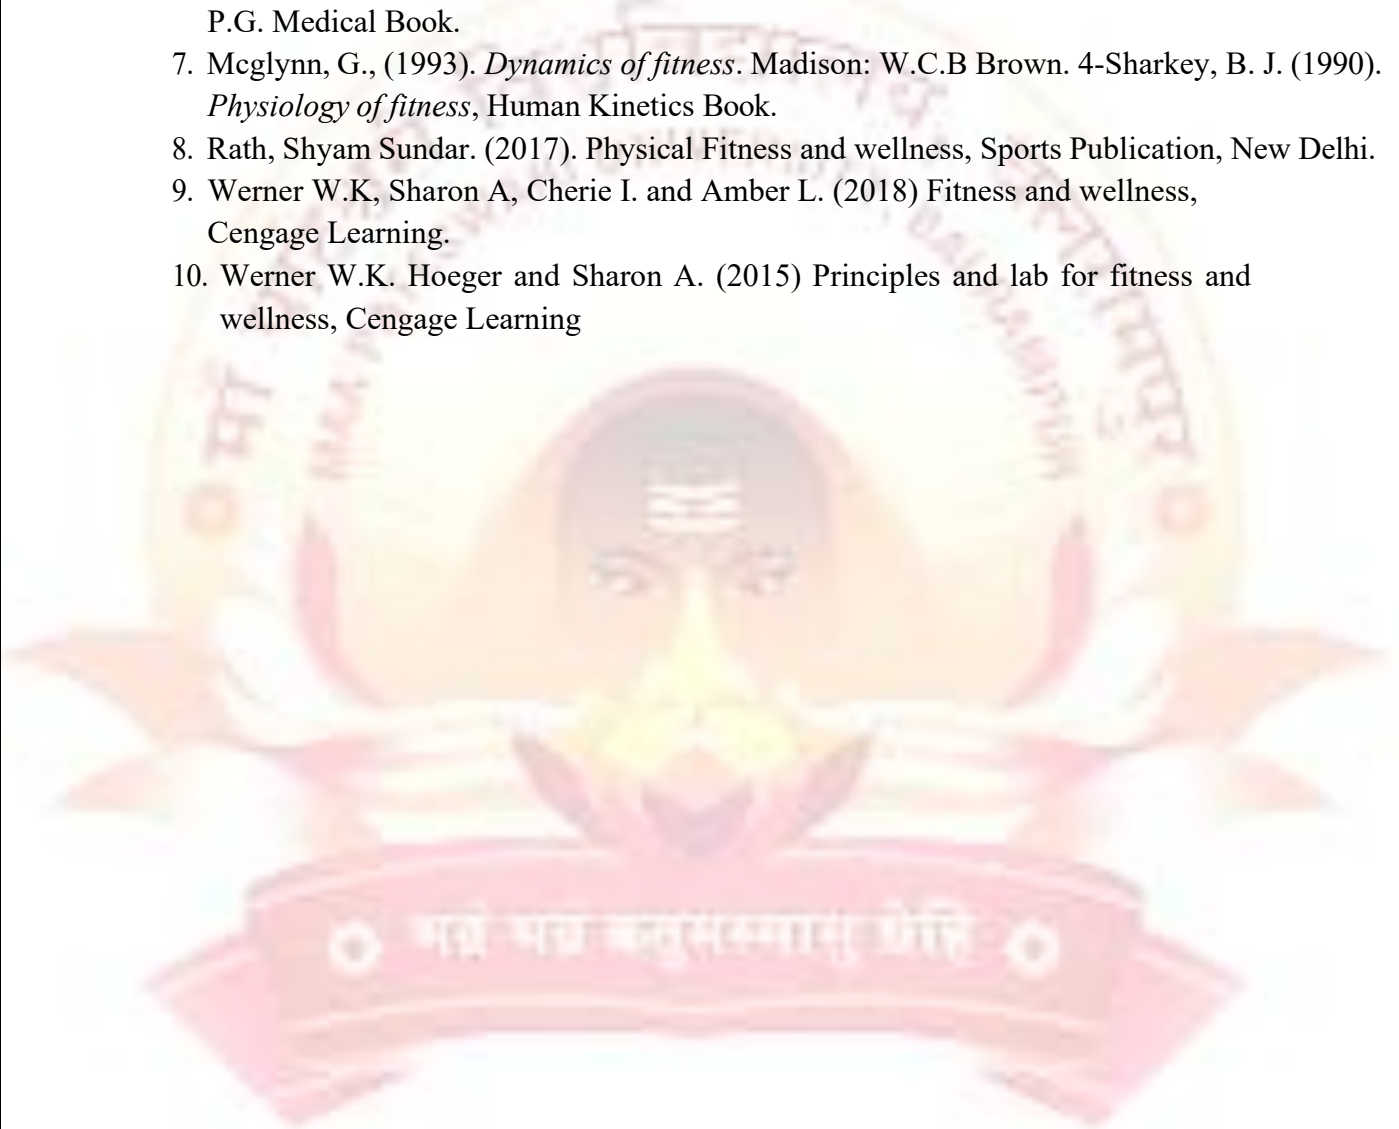 P.G. Medical Book.
7. Mcglynn, G., (1993). Dynamics of fitness. Madison: W.C.B Brown. 4-Sharkey, B. J. (1990).
Physiology of fitness, Human Kinetics Book.
8. Rath, Shyam Sundar. (2017). Physical Fitness and wellness, Sports Publication, New Delhi.
9. Werner W.K, Sharon A, Cherie I. and Amber L. (2018) Fitness and wellness,
Cengage Learning.
10. Werner W.K. Hoeger and Sharon A. (2015) Principles and lab for fitness and
wellness, Cengage Learning
माँ
BALRAMPUR